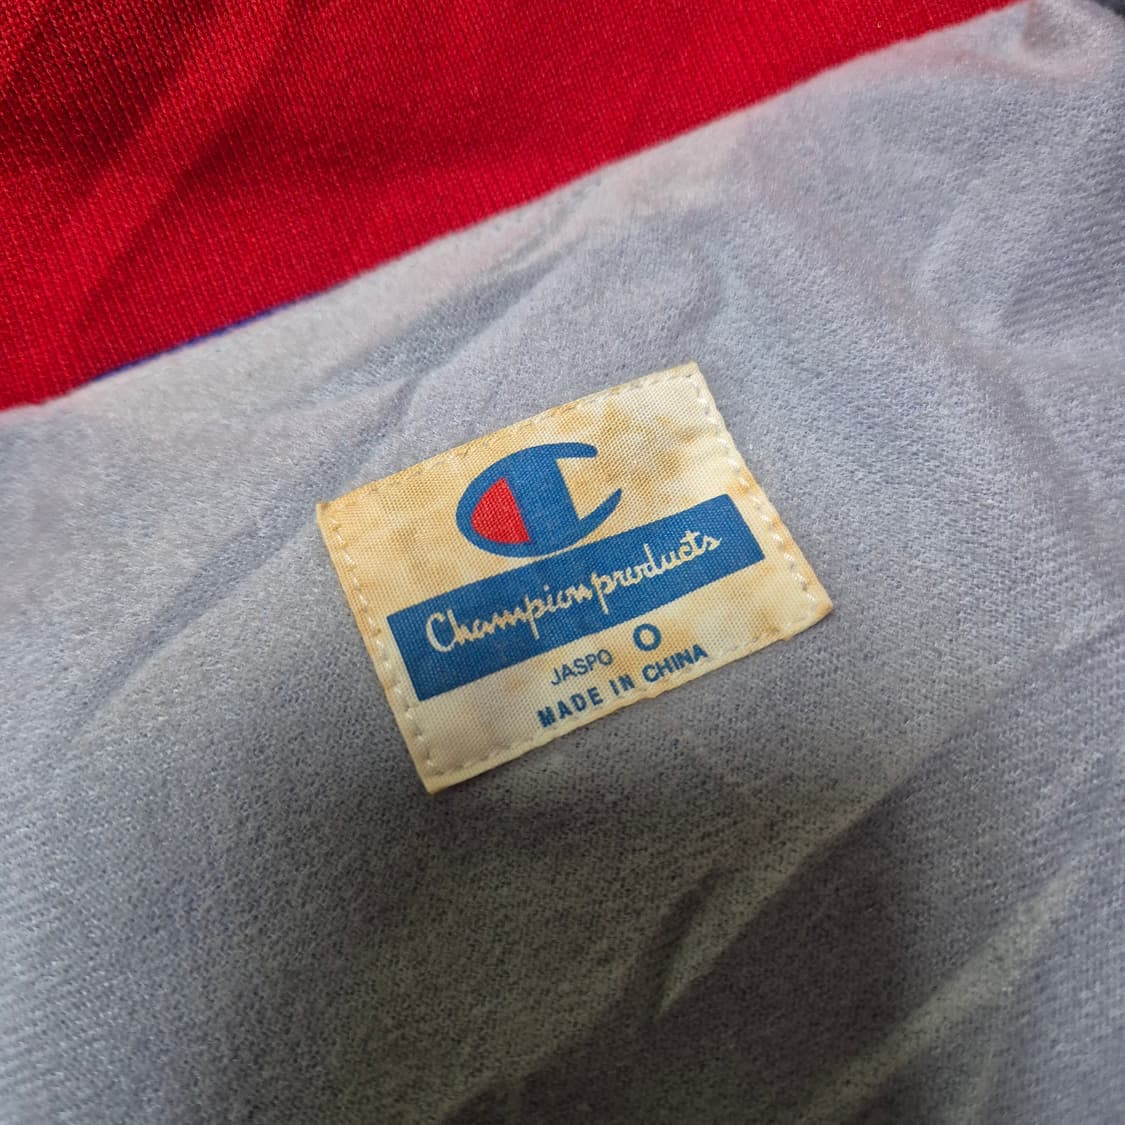 Champion products
JASPO O
MADE IN CHINA